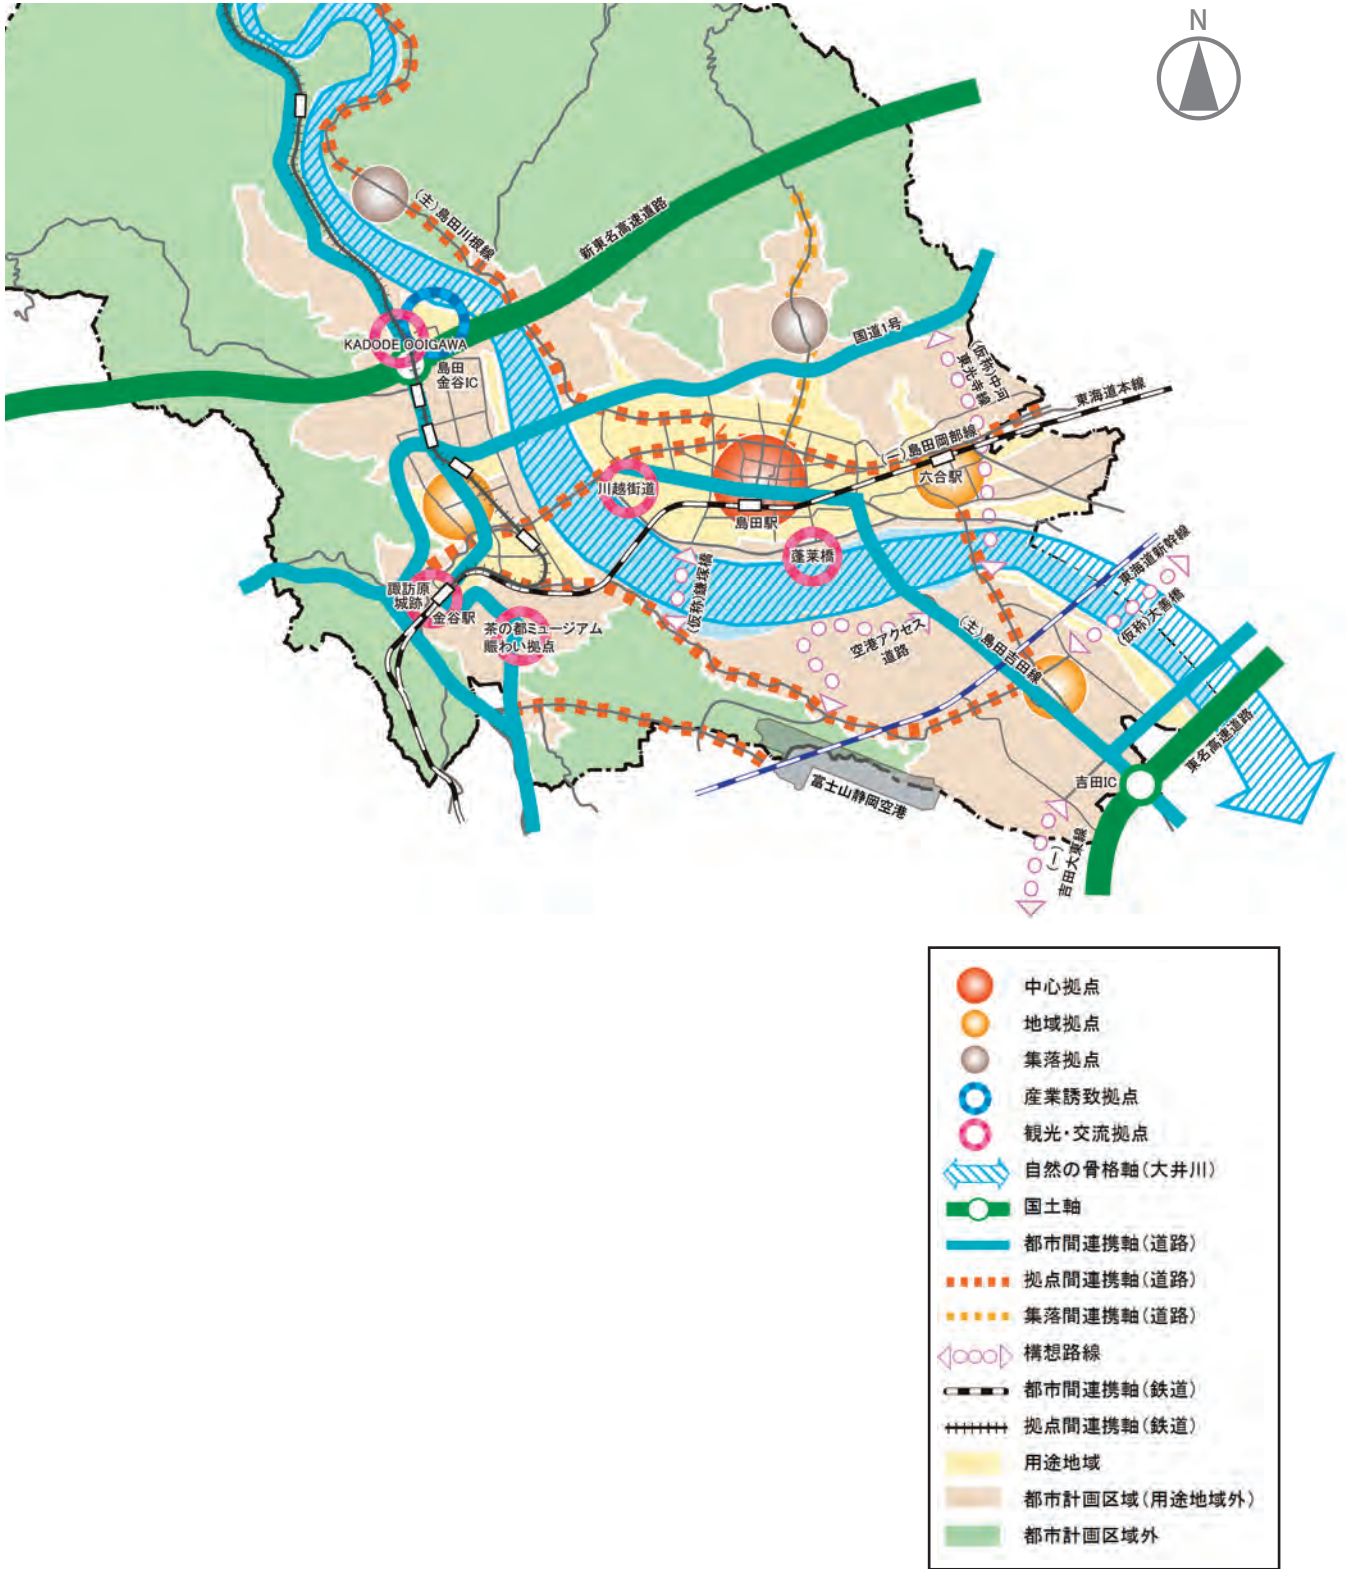 N
(主)島田川根線
新東名高速道路
KADODE OOIGAWA
島田
金谷IC
国道1号
(仮称)中河
東光寺線
東海道本線
(一)島田岡部線
六合駅
川越街道
島田駅
蓬莱橋
東海道新幹線
(仮称)大善橋
(仮称)鎌塚橋
諏訪原
城跡
金谷駅
茶の都ミュージアム
賑わい拠点
空港アクセス
道路
(主)島田吉田線
東名高速道路
吉田IC
富士山静岡空港
(一)
吉田大東線
中心拠点
地域拠点
集落拠点
産業誘致拠点
観光・交流拠点
自然の骨格軸(大井川)
国土軸
都市間連携軸(道路)
拠点間連携軸(道路)
集落間連携軸(道路)
構想路線
都市間連携軸(鉄道)
拠点間連携軸(鉄道)
用途地域
都市計画区域(用途地域外)
都市計画区域外